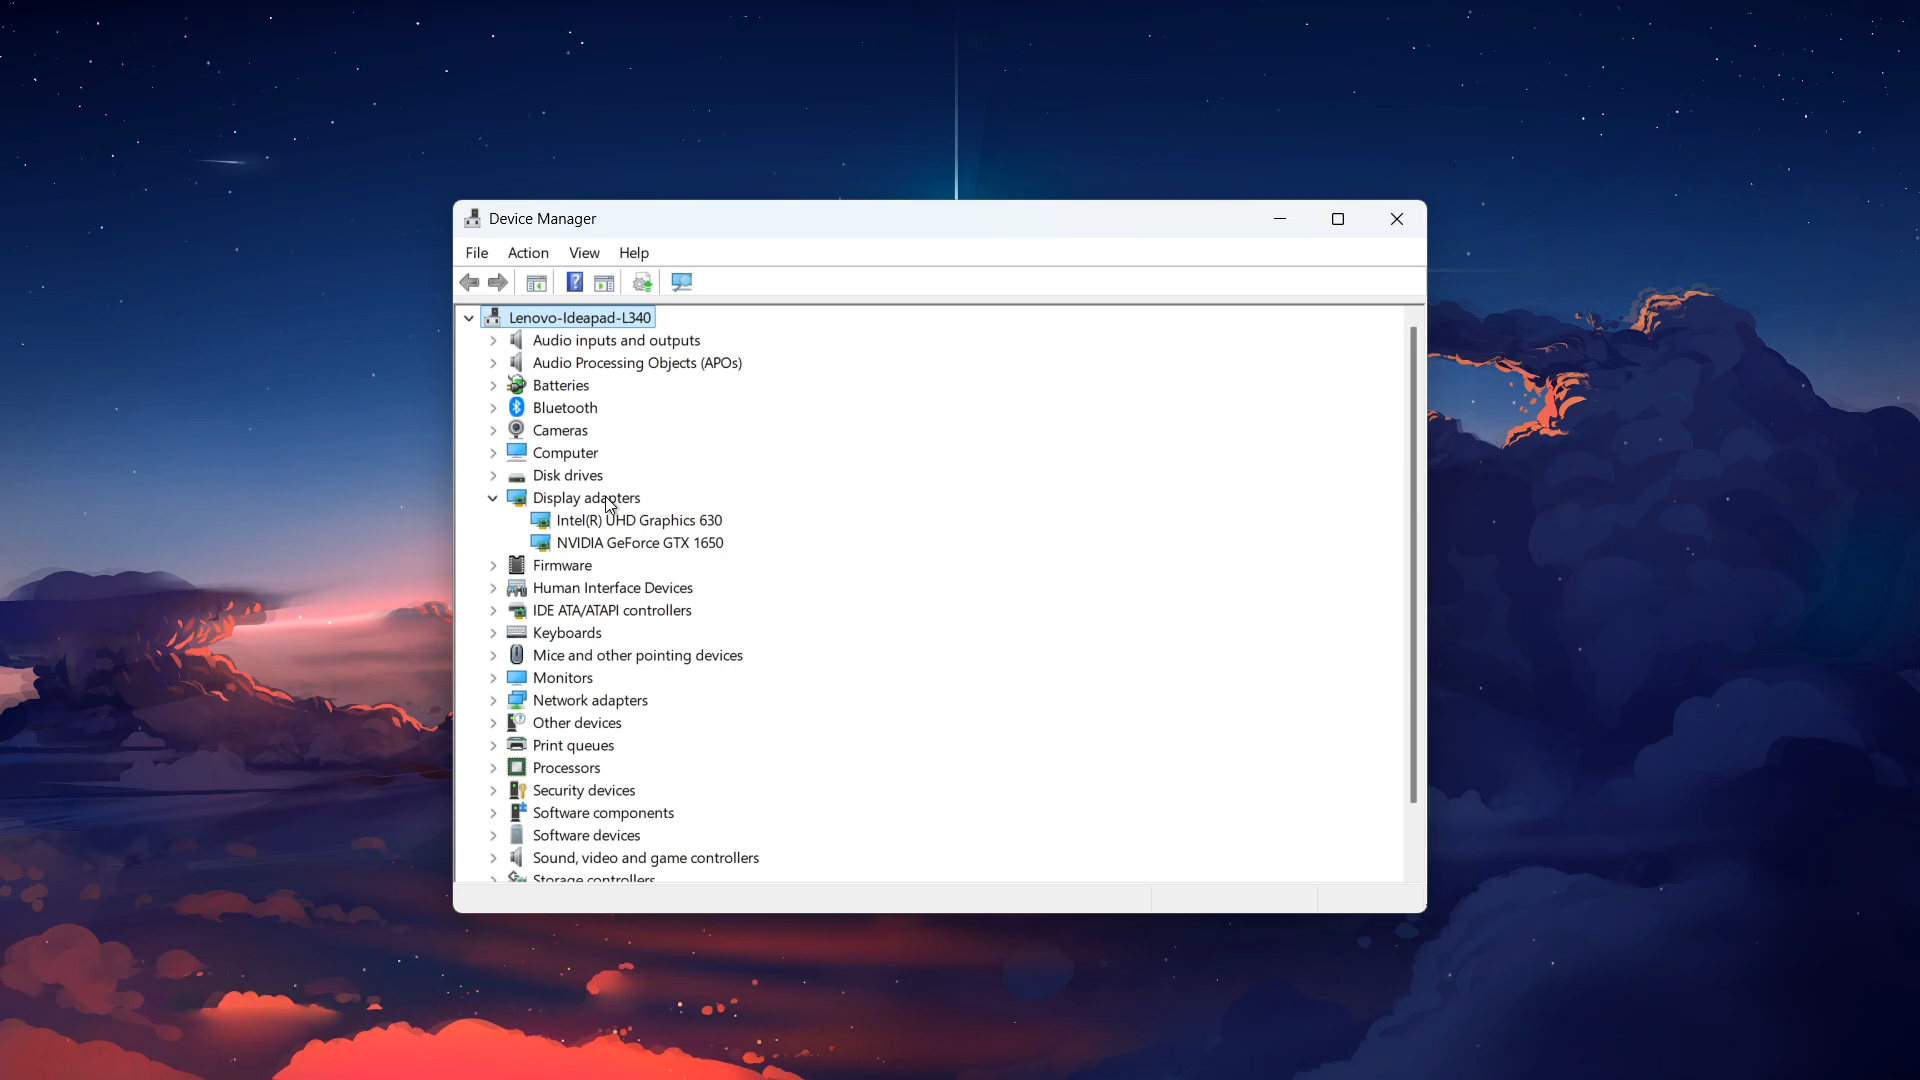 Device Manager
File Action View Help
Lenovo-Ideapad-L340
Audio inputs and outputs
Audio Processing Objects (APOs)
Batteries
Bluetooth
Cameras
Computer
Disk drives
Display adapters
Intel(R) UHD Graphics 630
NVIDIA GeForce GTX 1650
Firmware
Human Interface Devices
IDE ATA/ATAPI controllers
Keyboards
Mice and other pointing devices
Monitors
Network adapters
Other devices
Print queues
Processors
Security devices
Software components
Software devices
Sound, video and game controllers
Storage controllers